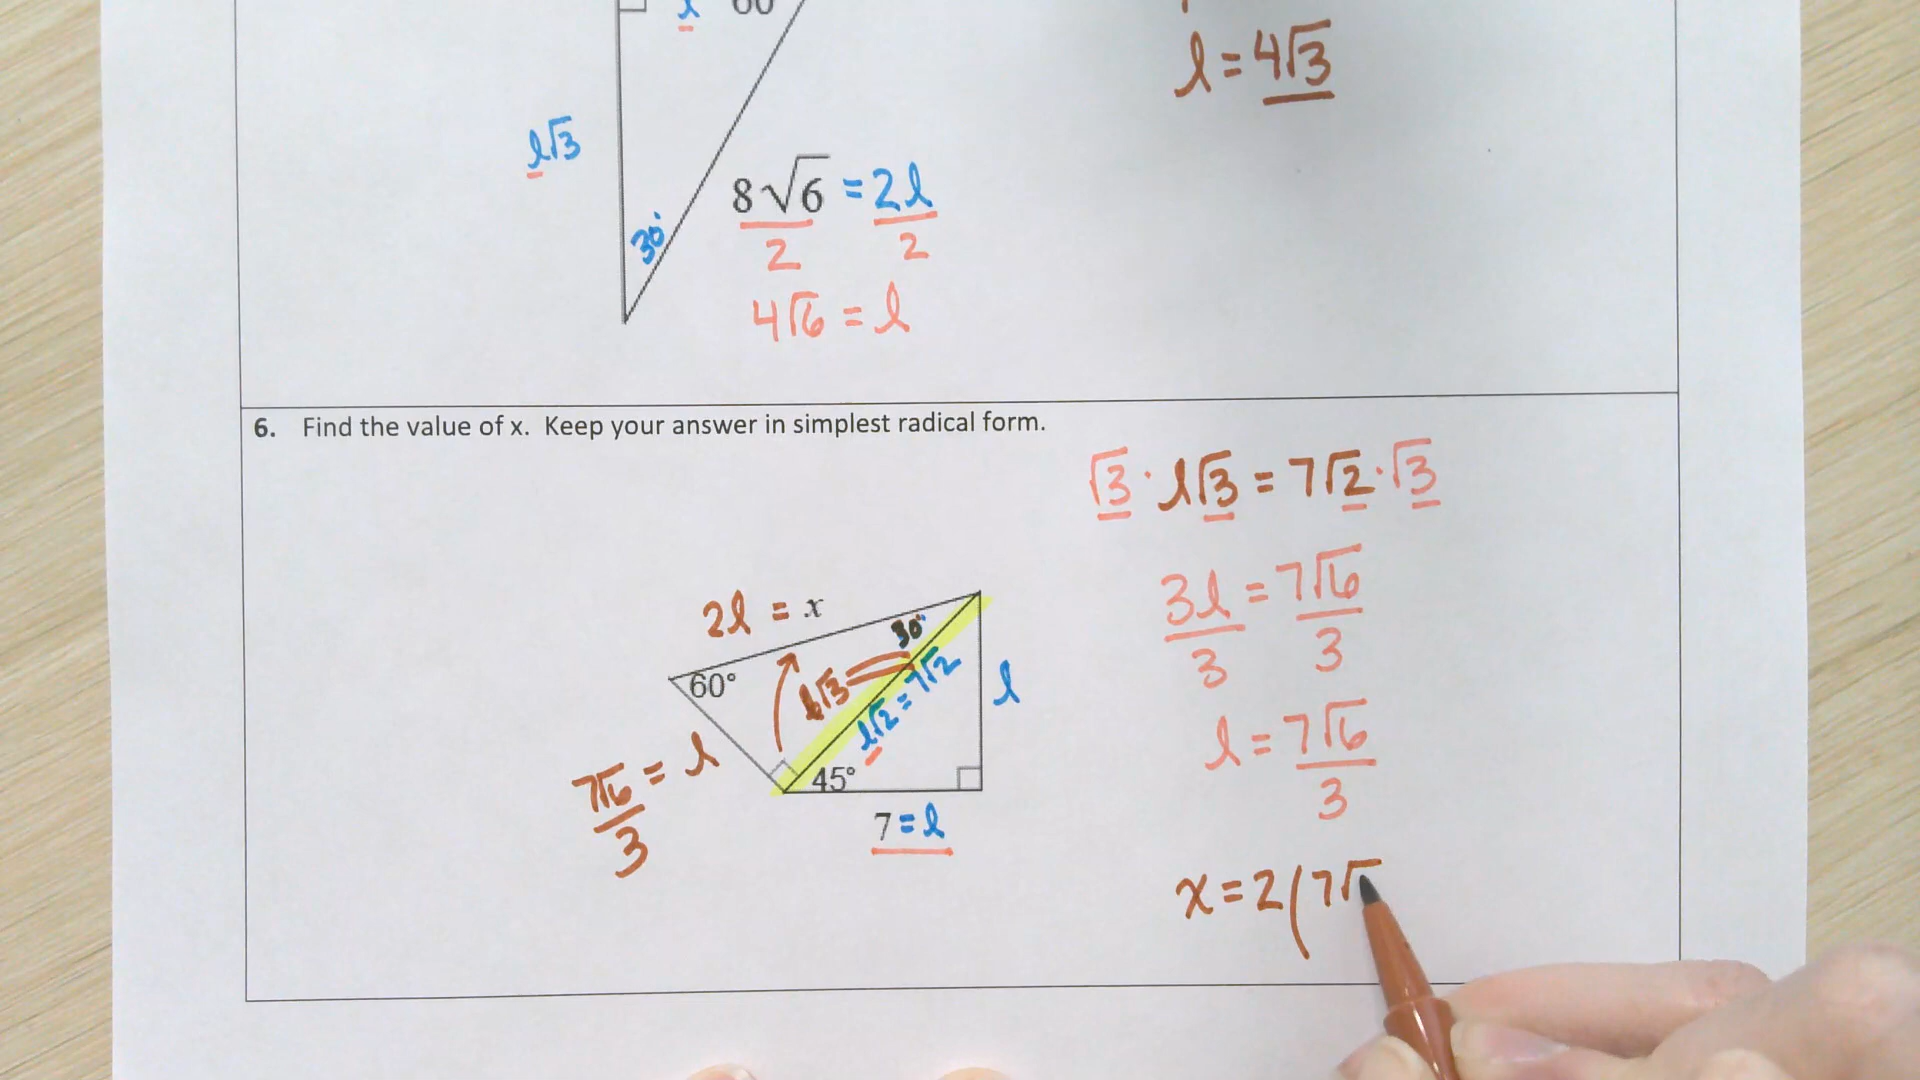 l 60
l = 4√3
l√3
8√6 = 2l
2 2
30°
4√6 = l
6. Find the value of x. Keep your answer in simplest radical form.
√3 · l√3 = 7√2 · √3
3l = 7√6
3 3
2l = x
30°
60°
l√3
l√2 = 7√2
l
l = 7√6
3
7√6 = l
3
45°
7 = l
x = 2(7√